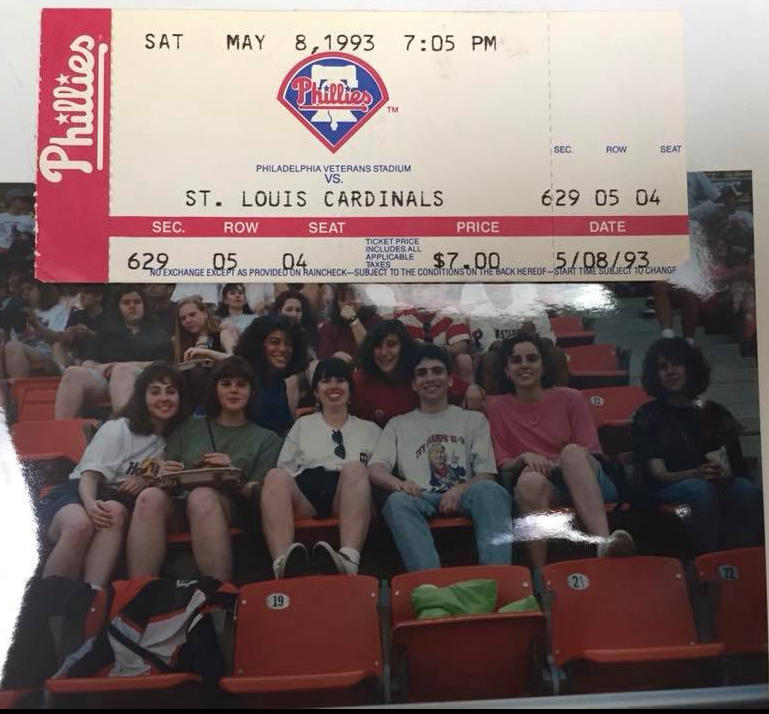 Phillies
SAT MAY 8,1993 7:05 PM
Phillies TM
PHILADELPHIA VETERANS STADIUM
VS.
ST. LOUIS CARDINALS
SEC. ROW SEAT
629 05 04
SEC. ROW SEAT PRICE DATE
629 05 04 TICKET PRICE $7.00 5/08/93
INCLUDES ALL
APPLICABLE
TAXES
NO EXCHANGE EXCEPT AS PROVIDED ON RAINCHECK—SUBJECT TO THE CONDITIONS ON THE BACK HEREOF—START TIME SUBJECT TO CHANGE
22
19
21
22